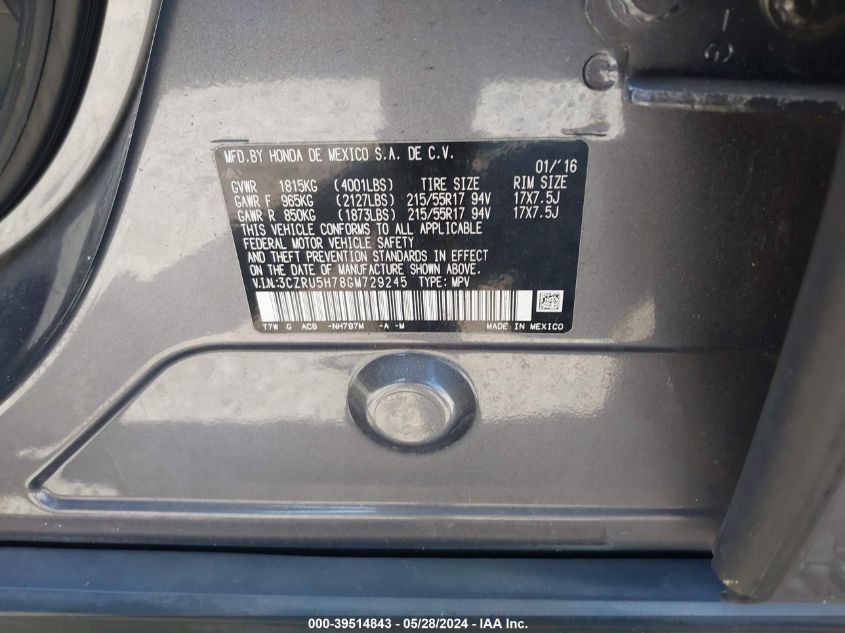 MFD.BY HONDA DE MEXICO S.A. DE C.V.
01/'16
GVWR 1815KG (4001LBS) TIRE SIZE RIM SIZE
GAWR F 965KG (2127LBS) 215/55R17 94V 17X7.5J
GAWR R 850KG (1873LBS) 215/55R17 94V 17X7.5J
THIS VEHICLE CONFORMS TO ALL APPLICABLE
FEDERAL MOTOR VEHICLE SAFETY
AND THEFT PREVENTION STANDARDS IN EFFECT
ON THE DATE OF MANUFACTURE SHOWN ABOVE.
V.I.N:3CZRU5H78GM729245 TYPE: MPV
T7W G AC8 -NH797M -A -M MADE IN MEXICO
000-39514843 - 05/28/2024 - IAA Inc.